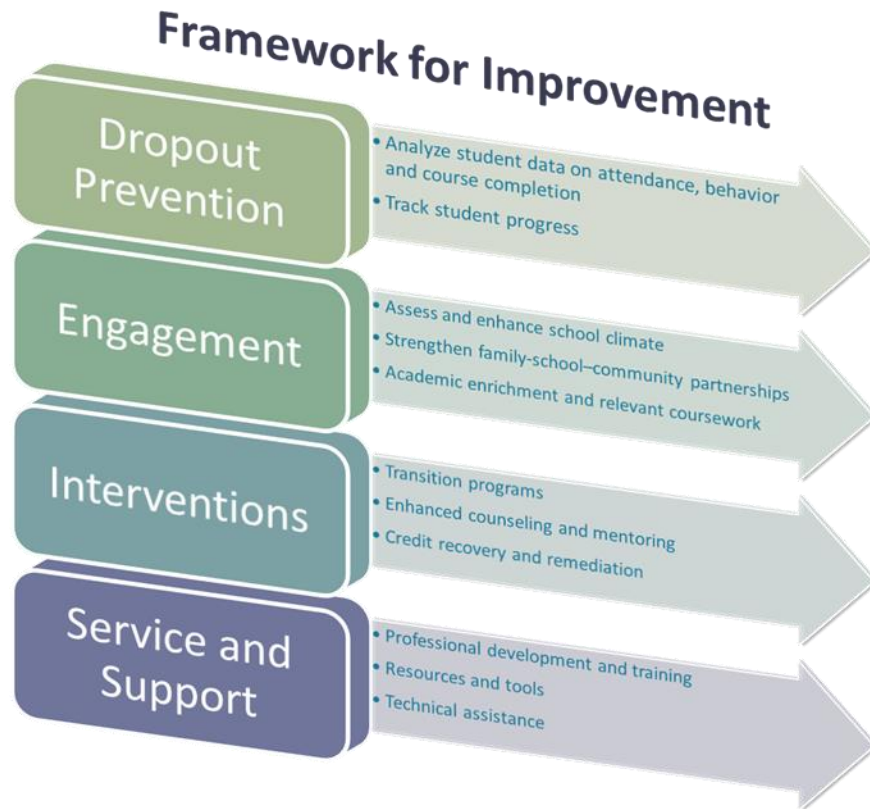 Framework for Improvement
Dropout
Prevention
• Analyze student data on attendance, behavior
and course completion
• Track student progress
Engagement
• Assess and enhance school climate
• Strengthen family-school–community partnerships
• Academic enrichment and relevant coursework
Interventions
• Transition programs
• Enhanced counseling and mentoring
• Credit recovery and remediation
Service and
Support
• Professional development and training
• Resources and tools
• Technical assistance